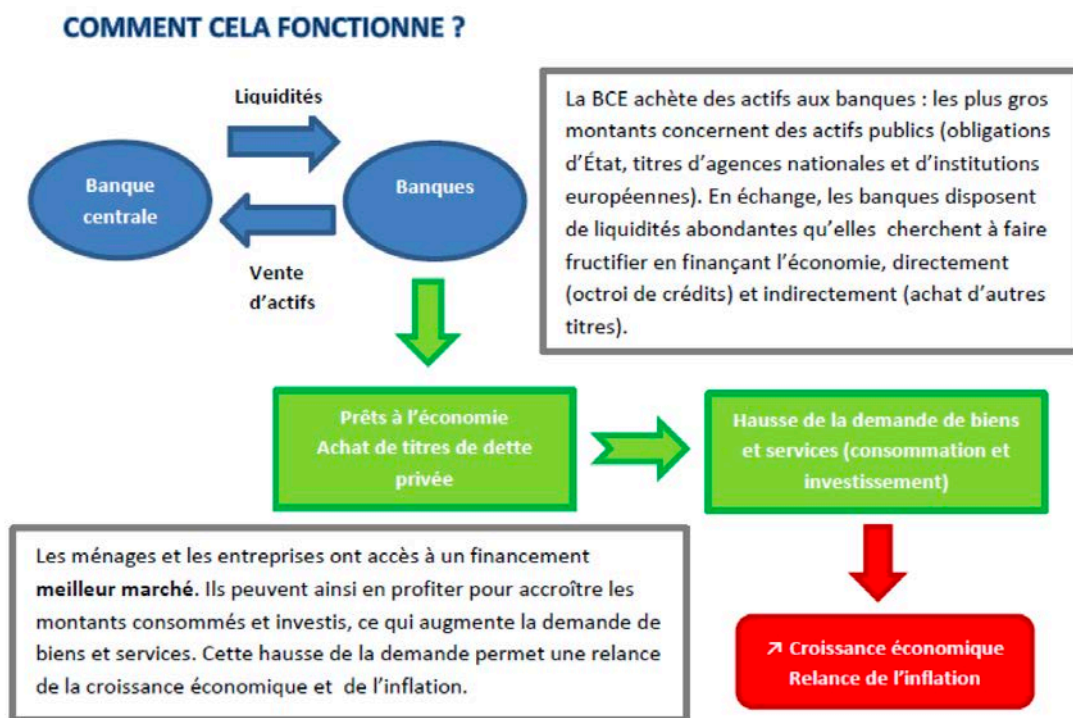 COMMENT CELA FONCTIONNE ?
Liquidités
Banque
centrale
Banques
Vente
d’actifs
La BCE achète des actifs aux banques : les plus gros
montants concernent des actifs publics (obligations
d’État, titres d’agences nationales et d’institutions
européennes). En échange, les banques disposent
de liquidités abondantes qu’elles cherchent à faire
fructifier en finançant l’économie, directement
(octroi de crédits) et indirectement (achat d’autres
titres).
Prêts à l’économie
Achat de titres de dette
privée
Hausse de la demande de biens
et services (consommation et
investissement)
Les ménages et les entreprises ont accès à un financement
meilleur marché. Ils peuvent ainsi en profiter pour accroître les
montants consommés et investis, ce qui augmente la demande de
biens et services. Cette hausse de la demande permet une relance
de la croissance économique et de l’inflation.
↗ Croissance économique
Relance de l’inflation